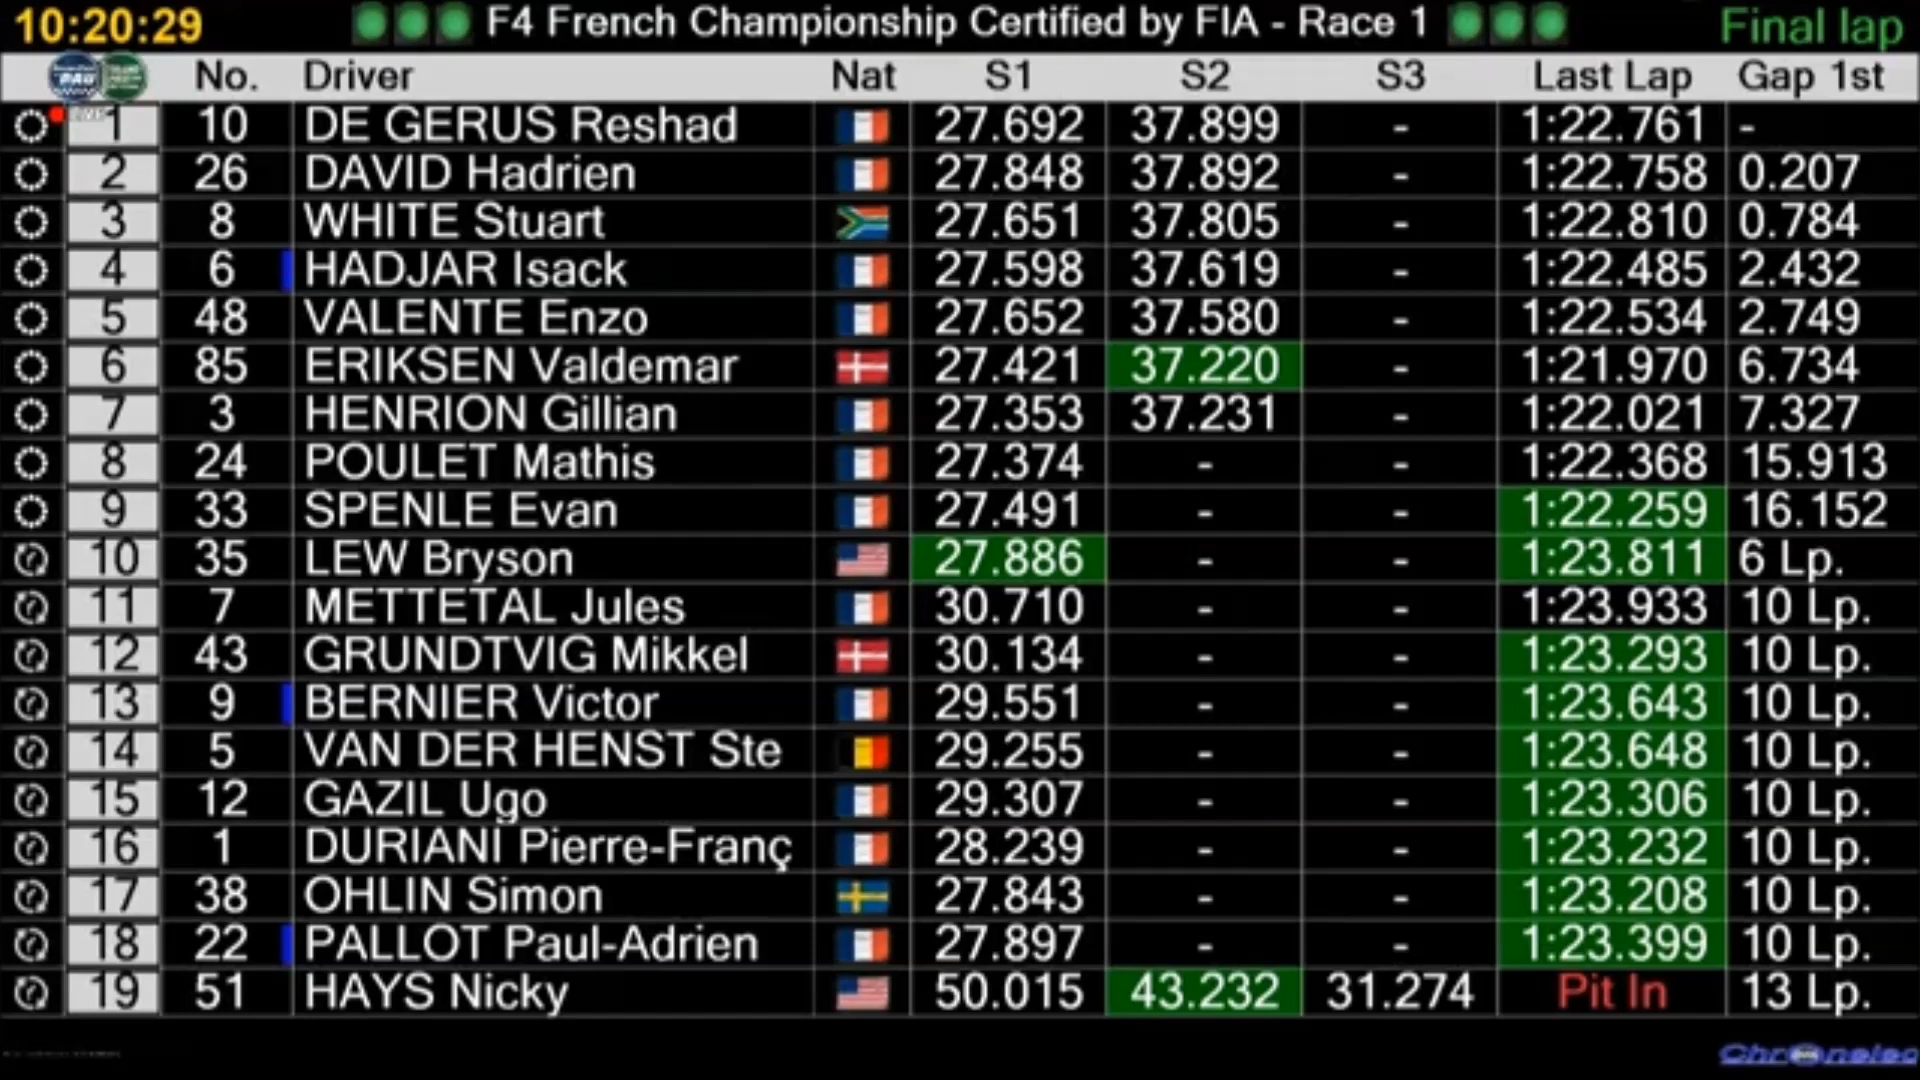 10:20:29 F4 French Championship Certified by FIA - Race 1 Final lap
No. Driver Nat S1 S2 S3 Last Lap Gap 1st
1 10 DE GERUS Reshad 27.692 37.899 - 1:22.761 -
2 26 DAVID Hadrien 27.848 37.892 - 1:22.758 0.207
3 8 WHITE Stuart 27.651 37.805 - 1:22.810 0.784
4 6 HADJAR Isack 27.598 37.619 - 1:22.485 2.432
5 48 VALENTE Enzo 27.652 37.580 - 1:22.534 2.749
6 85 ERIKSEN Valdemar 27.421 37.220 - 1:21.970 6.734
7 3 HENRION Gillian 27.353 37.231 - 1:22.021 7.327
8 24 POULET Mathis 27.374 - - 1:22.368 15.913
9 33 SPENLE Evan 27.491 - - 1:22.259 16.152
10 35 LEW Bryson 27.886 - - 1:23.811 6 Lp.
11 7 METTETAL Jules 30.710 - - 1:23.933 10 Lp.
12 43 GRUNDTVIG Mikkel 30.134 - - 1:23.293 10 Lp.
13 9 BERNIER Victor 29.551 - - 1:23.643 10 Lp.
14 5 VAN DER HENST Ste 29.255 - - 1:23.648 10 Lp.
15 12 GAZIL Ugo 29.307 - - 1:23.306 10 Lp.
16 1 DURIANI Pierre-Franç 28.239 - - 1:23.232 10 Lp.
17 38 OHLIN Simon 27.843 - - 1:23.208 10 Lp.
18 22 PALLOT Paul-Adrien 27.897 - - 1:23.399 10 Lp.
19 51 HAYS Nicky 50.015 43.232 31.274 Pit In 13 Lp.
Chronelec